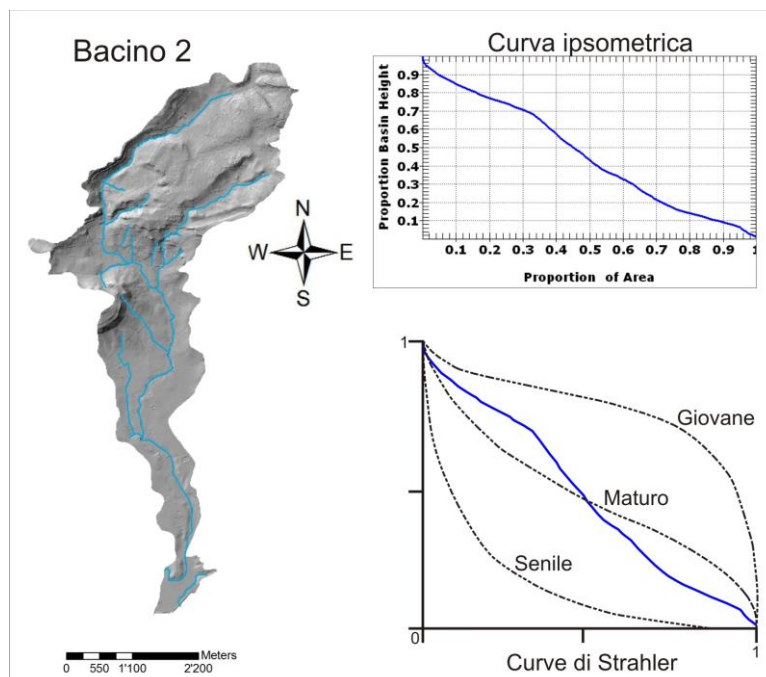 Bacino 2
N
W E
S
Meters
0 550 1'100 2'200
Curva ipsometrica
Proportion Basin Height
0.9
0.8
0.7
0.6
0.5
0.4
0.3
0.2
0.1
0.1 0.2 0.3 0.4 0.5 0.6 0.7 0.8 0.9 1
Proportion of Area
1
Giovane
Maturo
Senile
0 1
Curve di Strahler